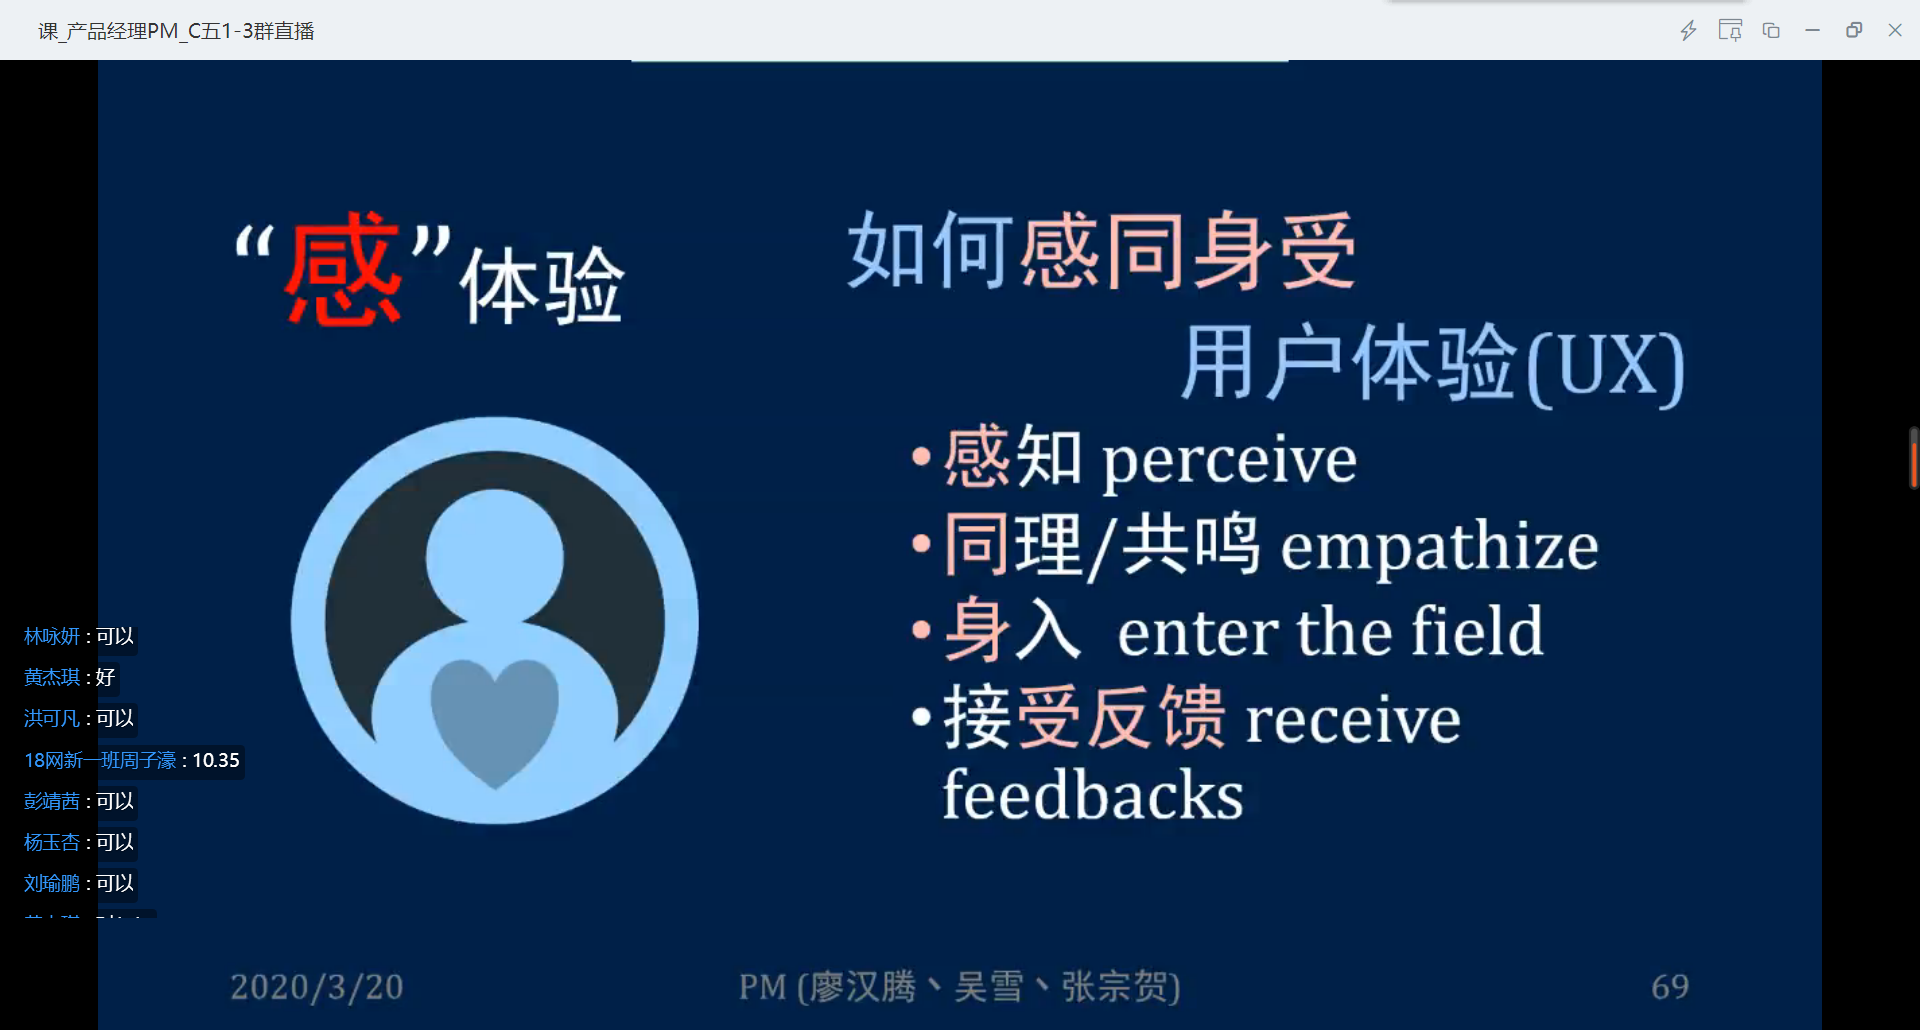 课_产品经理PM_C五1-3群直播
“感”体验
如何感同身受
用户体验(UX)
•感知 perceive
•同理/共鸣 empathize
•身入 enter the field
•接受反馈 receive
feedbacks
林咏妍 : 可以
黄杰琪 : 好
洪可凡 : 可以
18网新一班周子濠 : 10.35
彭靖茜 : 可以
杨玉杏 : 可以
刘瑜鹏 : 可以
2020/3/20
PM (廖汉腾、吴雪、张宗贺)
69